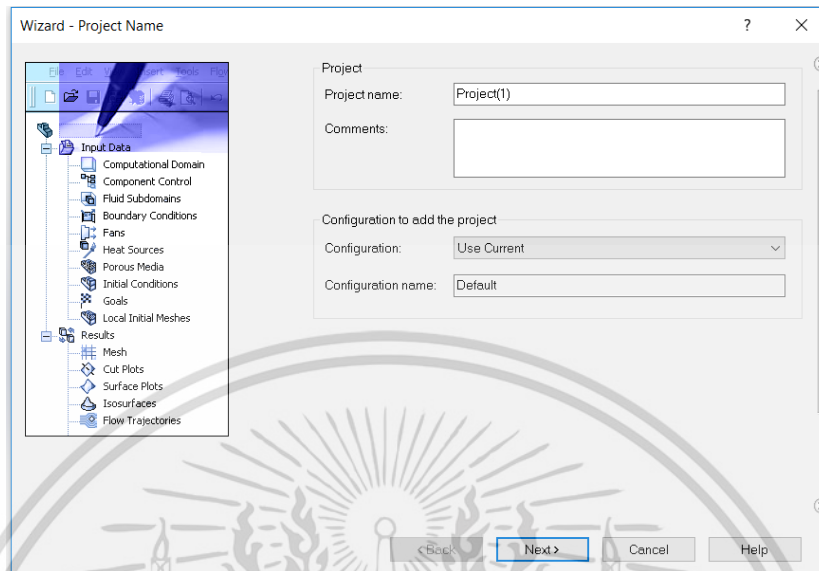 Wizard - Project Name
?
File Edit View Insert Tools Flow
Input Data
Computational Domain
Component Control
Fluid Subdomains
Boundary Conditions
Fans
Heat Sources
Porous Media
Initial Conditions
Goals
Local Initial Meshes
Results
Mesh
Cut Plots
Surface Plots
Isosurfaces
Flow Trajectories
Project
Project name: Project(1)
Comments:
Configuration to add the project
Configuration: Use Current
Configuration name: Default
<Back Next> Cancel Help